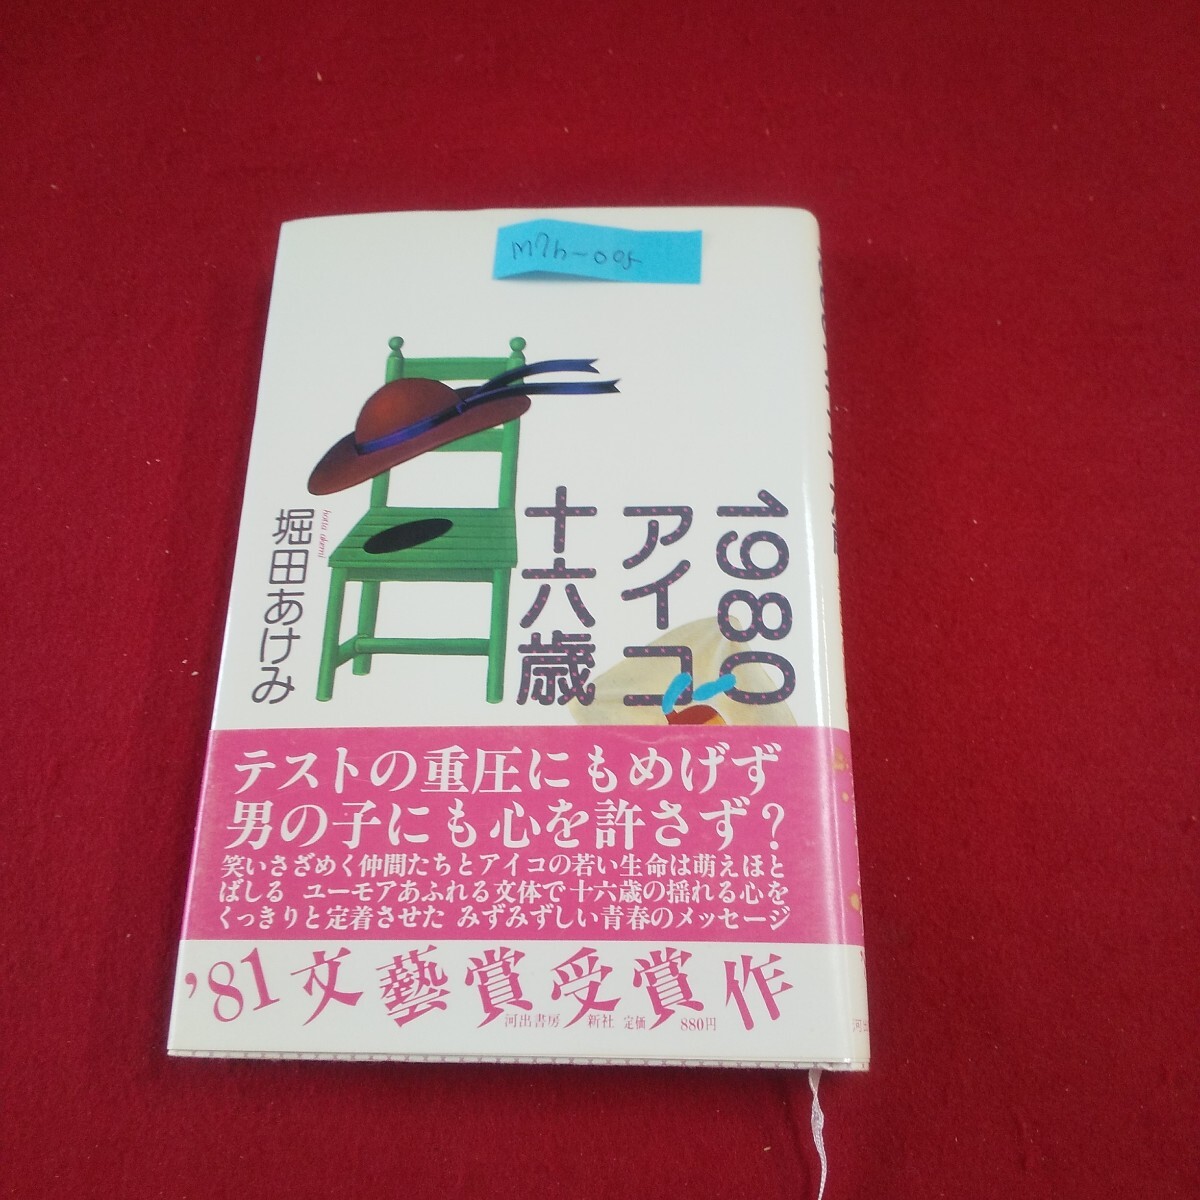 M7h-005
1980
アイコ
十六歳
hotta akemi
堀田あけみ
テストの重圧にもめげず
男の子にも心を許さず?
笑いさざめく仲間たちとアイコの若い生命は萌えほと
ばしる ユーモアあふれる文体で十六歳の揺れる心を
くっきりと定着させた みずみずしい青春のメッセージ
'81文藝賞受賞作
河出書房新社 定価880円